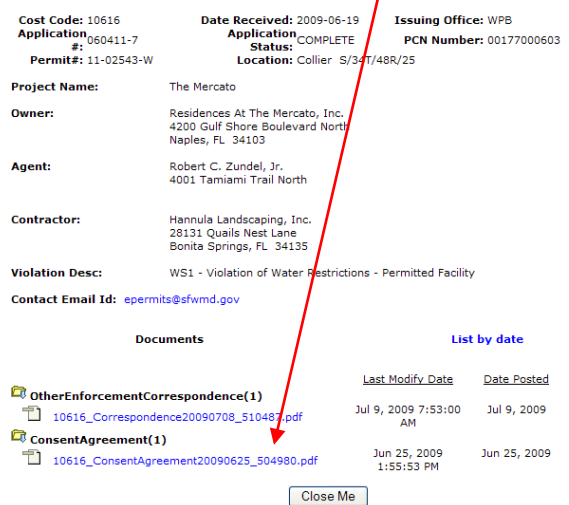 Cost Code: 10616 Date Received: 2009-06-19 Issuing Office: WPB
Application #: 060411-7 Application Status: COMPLETE PCN Number: 00177000603
Permit#: 11-02543-W Location: Collier S/34T/48R/25
Project Name: The Mercato
Owner: Residences At The Mercato, Inc.
4200 Gulf Shore Boulevard North
Naples, FL 34103
Agent: Robert C. Zundel, Jr.
4001 Tamiami Trail North
Contractor: Hannula Landscaping, Inc.
28131 Quails Nest Lane
Bonita Springs, FL 34135
Violation Desc: WS1 - Violation of Water Restrictions - Permitted Facility
Contact Email Id: epermits@sfwmd.gov
Documents List by date
Last Modify Date Date Posted
OtherEnforcementCorrespondence(1)
10616_Correspondence20090708_510487.pdf Jul 9, 2009 7:53:00 AM Jul 9, 2009
ConsentAgreement(1)
10616_ConsentAgreement20090625_504980.pdf Jun 25, 2009 1:55:53 PM Jun 25, 2009
Close Me